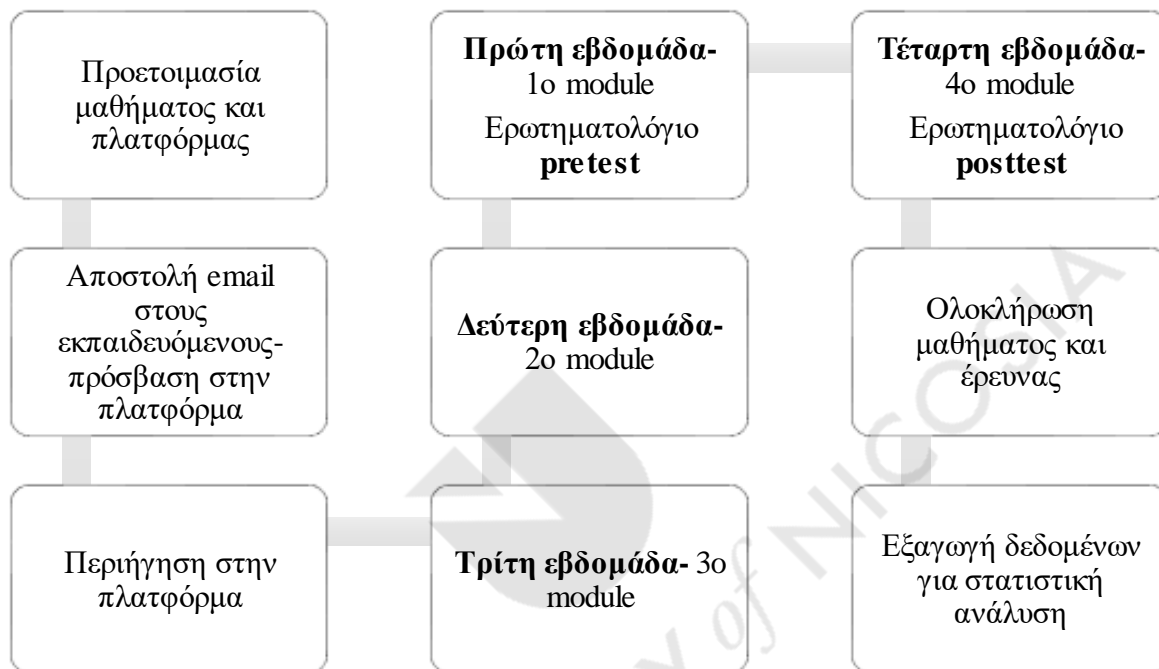 Προετοιμασία
μαθήματος και
πλατφόρμας
Αποστολή email
στους
εκπαιδευόμενους-
πρόσβαση στην
πλατφόρμα
Περιήγηση στην
πλατφόρμα
Πρώτη εβδομάδα-
1ο module
Ερωτηματολόγιο
pretest
Δεύτερη εβδομάδα-
2ο module
Τρίτη εβδομάδα- 3ο
module
Τέταρτη εβδομάδα-
4ο module
Ερωτηματολόγιο
posttest
Ολοκλήρωση
μαθήματος και
έρευνας
Εξαγωγή δεδομένων
για στατιστική
ανάλυση
of NICOSIA